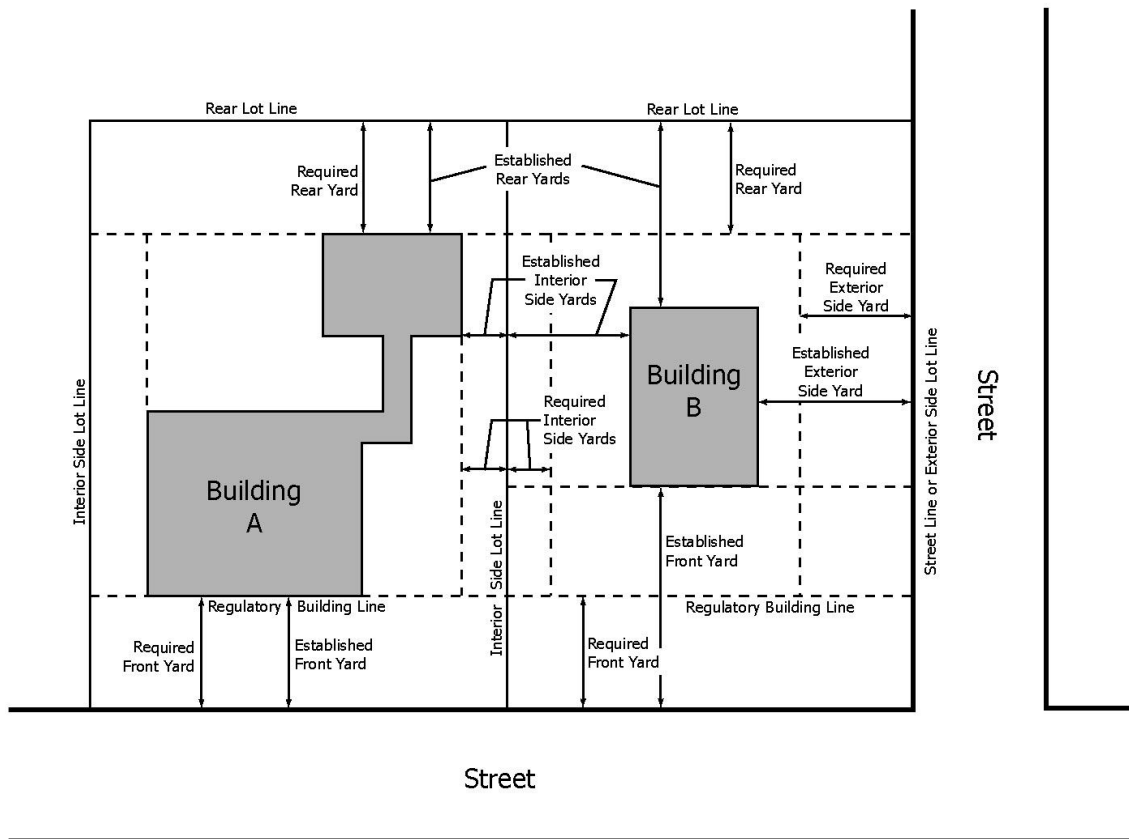 Rear Lot Line
Rear Lot Line
Required
Rear Yard
Established
Rear Yards
Required
Rear Yard
Established
Interior
Side Yards
Required
Exterior
Side Yard
Established
Exterior
Side Yard
Building
B
Required
Interior
Side Yards
Interior Side Lot Line
Building
A
Interior Side Lot Line
Street Line or Exterior Side Lot Line
Street
Established
Front Yard
Regulatory Building Line
Regulatory Building Line
Required
Front Yard
Established
Front Yard
Required
Front Yard
Street